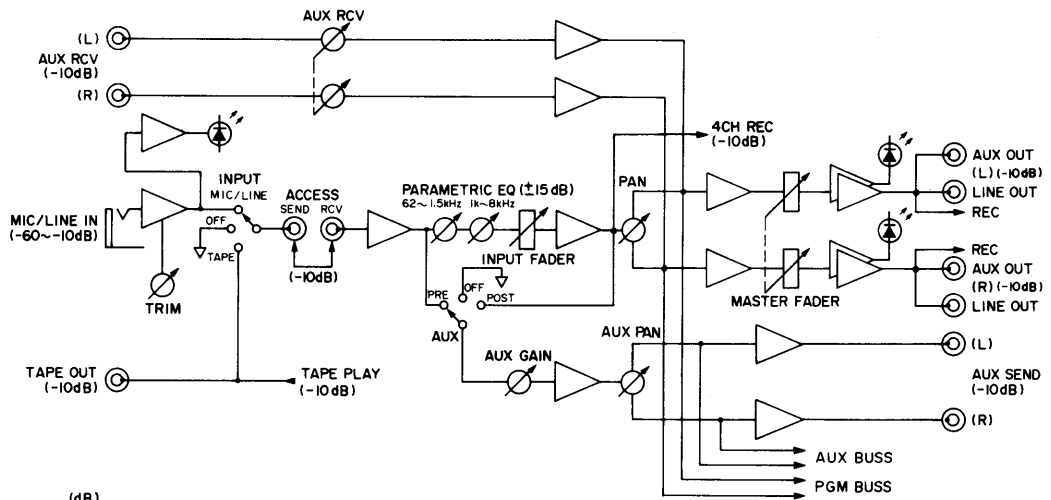 AUX RCV
(L)
AUX RCV
(-10dB)
(R)
4CH REC
(-10dB)
INPUT
MIC/LINE
OFF
TAPE
ACCESS
SEND RCV
(-10dB)
PARAMETRIC EQ (±15dB)
62~1.5kHz 1k~8kHz
INPUT FADER
PAN
MIC/LINE IN
(-60~-10dB)
TRIM
AUX OUT
(L) (-10dB)
LINE OUT
REC
REC
AUX OUT
(R) (-10dB)
LINE OUT
MASTER FADER
PRE
OFF
POST
AUX
AUX GAIN
AUX PAN
(L)
AUX SEND
(-10dB)
(R)
TAPE OUT
(-10dB)
TAPE PLAY
(-10dB)
AUX BUSS
PGM BUSS
(dB)